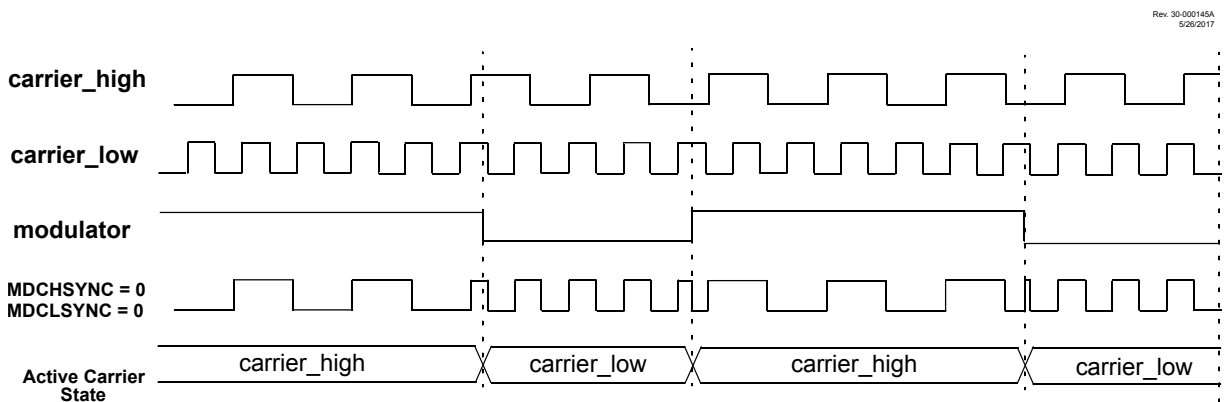 Rev. 30-000145A
5/26/2017
carrier_high
carrier_low
modulator
MDCHSYNC = 0
MDCLSYNC = 0
Active Carrier
State
carrier_high
carrier_low
carrier_high
carrier_low